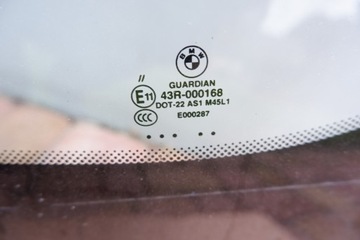 BMW
GUARDIAN
E11 43R-000168
DOT-22 AS1 M45L1
CCC E000287